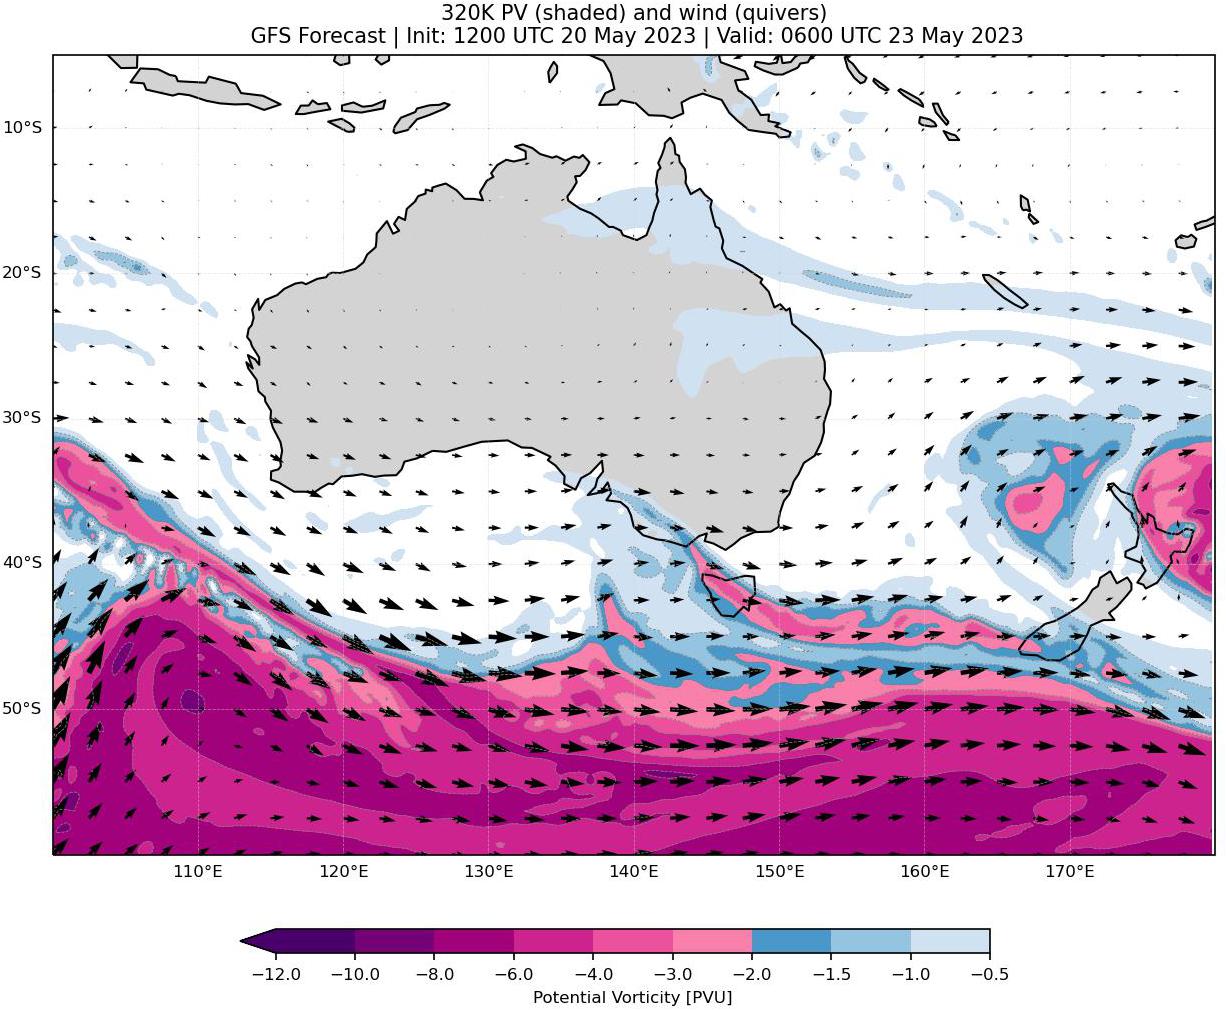 320K PV (shaded) and wind (quivers)
GFS Forecast | Init: 1200 UTC 20 May 2023 | Valid: 0600 UTC 23 May 2023
10°S
20°S
30°S
40°S
50°S
110°E 120°E 130°E 140°E 150°E 160°E 170°E
−12.0 −10.0 −8.0 −6.0 −4.0 −3.0 −2.0 −1.5 −1.0 −0.5
Potential Vorticity [PVU]